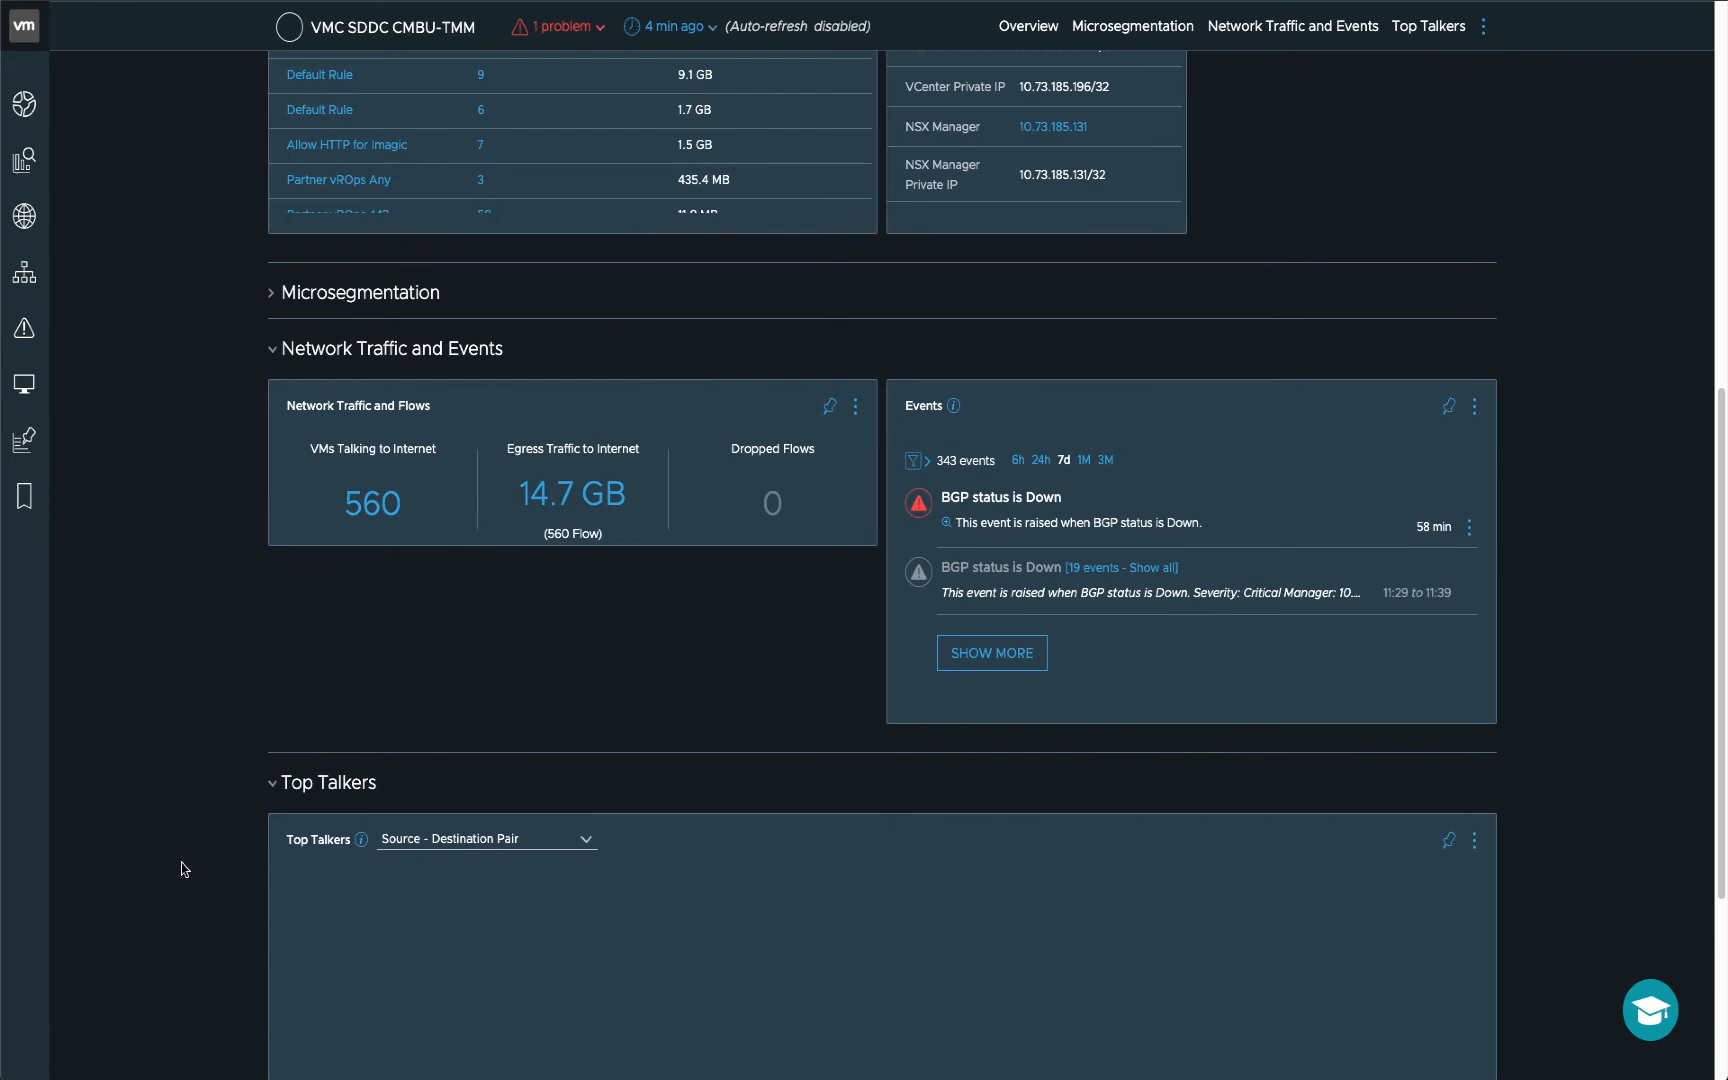 vm
VMC SDDC CMBU-TMM
1 problem
4 min ago
(Auto-refresh disabled)
Overview
Microsegmentation
Network Traffic and Events
Top Talkers
Default Rule 9 9.1 GB
Default Rule 6 1.7 GB
Allow HTTP for Imagic 7 1.5 GB
Partner vROps Any 3 435.4 MB
VCenter Private IP 10.73.185.196/32
NSX Manager 10.73.185.131
NSX Manager
Private IP
10.73.185.131/32
Microsegmentation
Network Traffic and Events
Network Traffic and Flows
VMs Talking to Internet
560
Egress Traffic to Internet
14.7 GB
(560 Flow)
Dropped Flows
0
Events
343 events 6h 24h 7d 1M 3M
BGP status is Down
This event is raised when BGP status is Down.
58 min
BGP status is Down [19 events - Show all]
This event is raised when BGP status is Down. Severity: Critical Manager: 10....
11:29 to 11:39
SHOW MORE
Top Talkers
Top Talkers
Source - Destination Pair